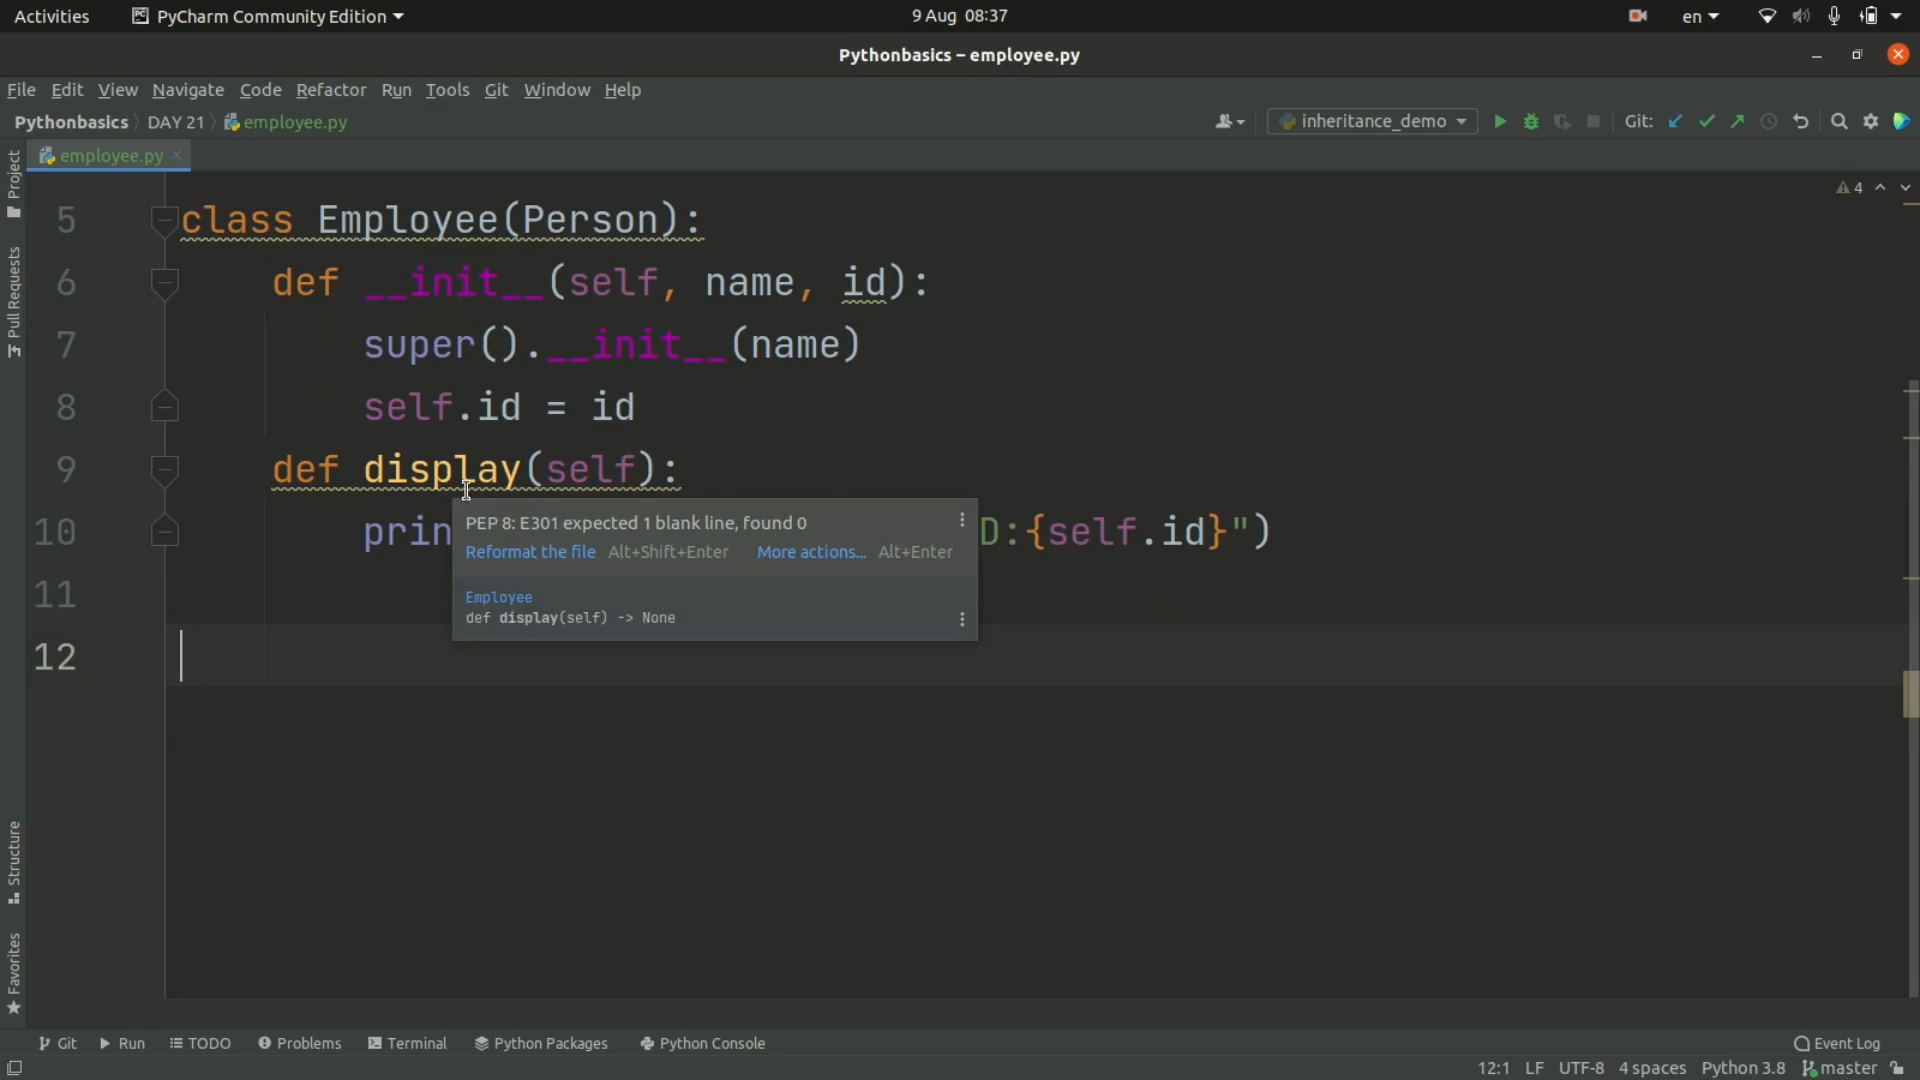 Activities PyCharm Community Edition 9 Aug 08:37 en
Pythonbasics – employee.py
File Edit View Navigate Code Refactor Run Tools Git Window Help
Pythonbasics DAY 21 employee.py inheritance_demo Git:
employee.py
4
Project
Pull Requests
Structure
Favorites
5 class Employee(Person):
6 def __init__(self, name, id):
7 super().__init__(name)
8 self.id = id
9 def display(self):
10 prin D:{self.id}")
11
12
PEP 8: E301 expected 1 blank line, found 0
Reformat the file Alt+Shift+Enter More actions... Alt+Enter
Employee
def display(self) -> None
Git Run TODO Problems Terminal Python Packages Python Console Event Log
12:1 LF UTF-8 4 spaces Python 3.8 master